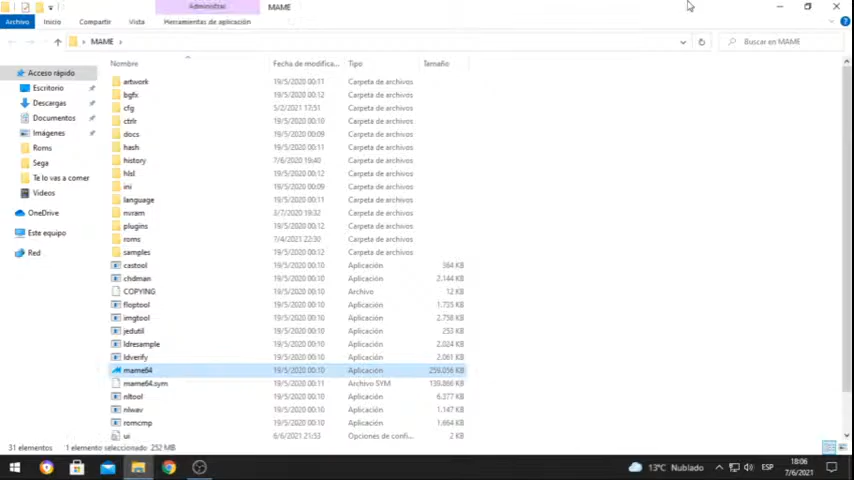 Administrar
MAME
Archivo Inicio Compartir Vista Herramientas de aplicación
MAME Buscar en MAME
Nombre Fecha de modifica... Tipo Tamaño
Acceso rápido
Escritorio
Descargas
Documentos
Imágenes
Roms
Sega
Te lo vas a comer
Videos
OneDrive
Este equipo
Red
artwork 19/5/2020 00:11 Carpeta de archivos
bgfx 19/5/2020 00:12 Carpeta de archivos
cfg 5/2/2021 17:51 Carpeta de archivos
ctrlr 19/5/2020 00:10 Carpeta de archivos
docs 19/5/2020 00:09 Carpeta de archivos
hash 19/5/2020 00:11 Carpeta de archivos
history 7/6/2020 19:40 Carpeta de archivos
hlsl 19/5/2020 00:12 Carpeta de archivos
ini 19/5/2020 00:09 Carpeta de archivos
language 19/5/2020 00:11 Carpeta de archivos
nvram 3/7/2020 19:32 Carpeta de archivos
plugins 19/5/2020 00:12 Carpeta de archivos
roms 7/4/2021 22:30 Carpeta de archivos
samples 19/5/2020 00:12 Carpeta de archivos
castool 19/5/2020 00:10 Aplicación 364 KB
chdman 19/5/2020 00:10 Aplicación 2.144 KB
COPYING 19/5/2020 00:10 Archivo 12 KB
floptool 19/5/2020 00:10 Aplicación 1.735 KB
imgtool 19/5/2020 00:10 Aplicación 2.758 KB
jedutil 19/5/2020 00:10 Aplicación 253 KB
ldresample 19/5/2020 00:10 Aplicación 2.024 KB
ldverify 19/5/2020 00:10 Aplicación 2.061 KB
mame64 19/5/2020 00:10 Aplicación 259.056 KB
mame64.sym 19/5/2020 00:11 Archivo SYM 139.866 KB
nltool 19/5/2020 00:10 Aplicación 6.377 KB
nlwav 19/5/2020 00:10 Aplicación 1.147 KB
romcmp 19/5/2020 00:10 Aplicación 1.664 KB
ui 6/6/2021 21:53 Opciones de confi... 2 KB
31 elementos 1 elemento seleccionado 252 MB
13°C Nublado ESP 18:06
7/6/2021